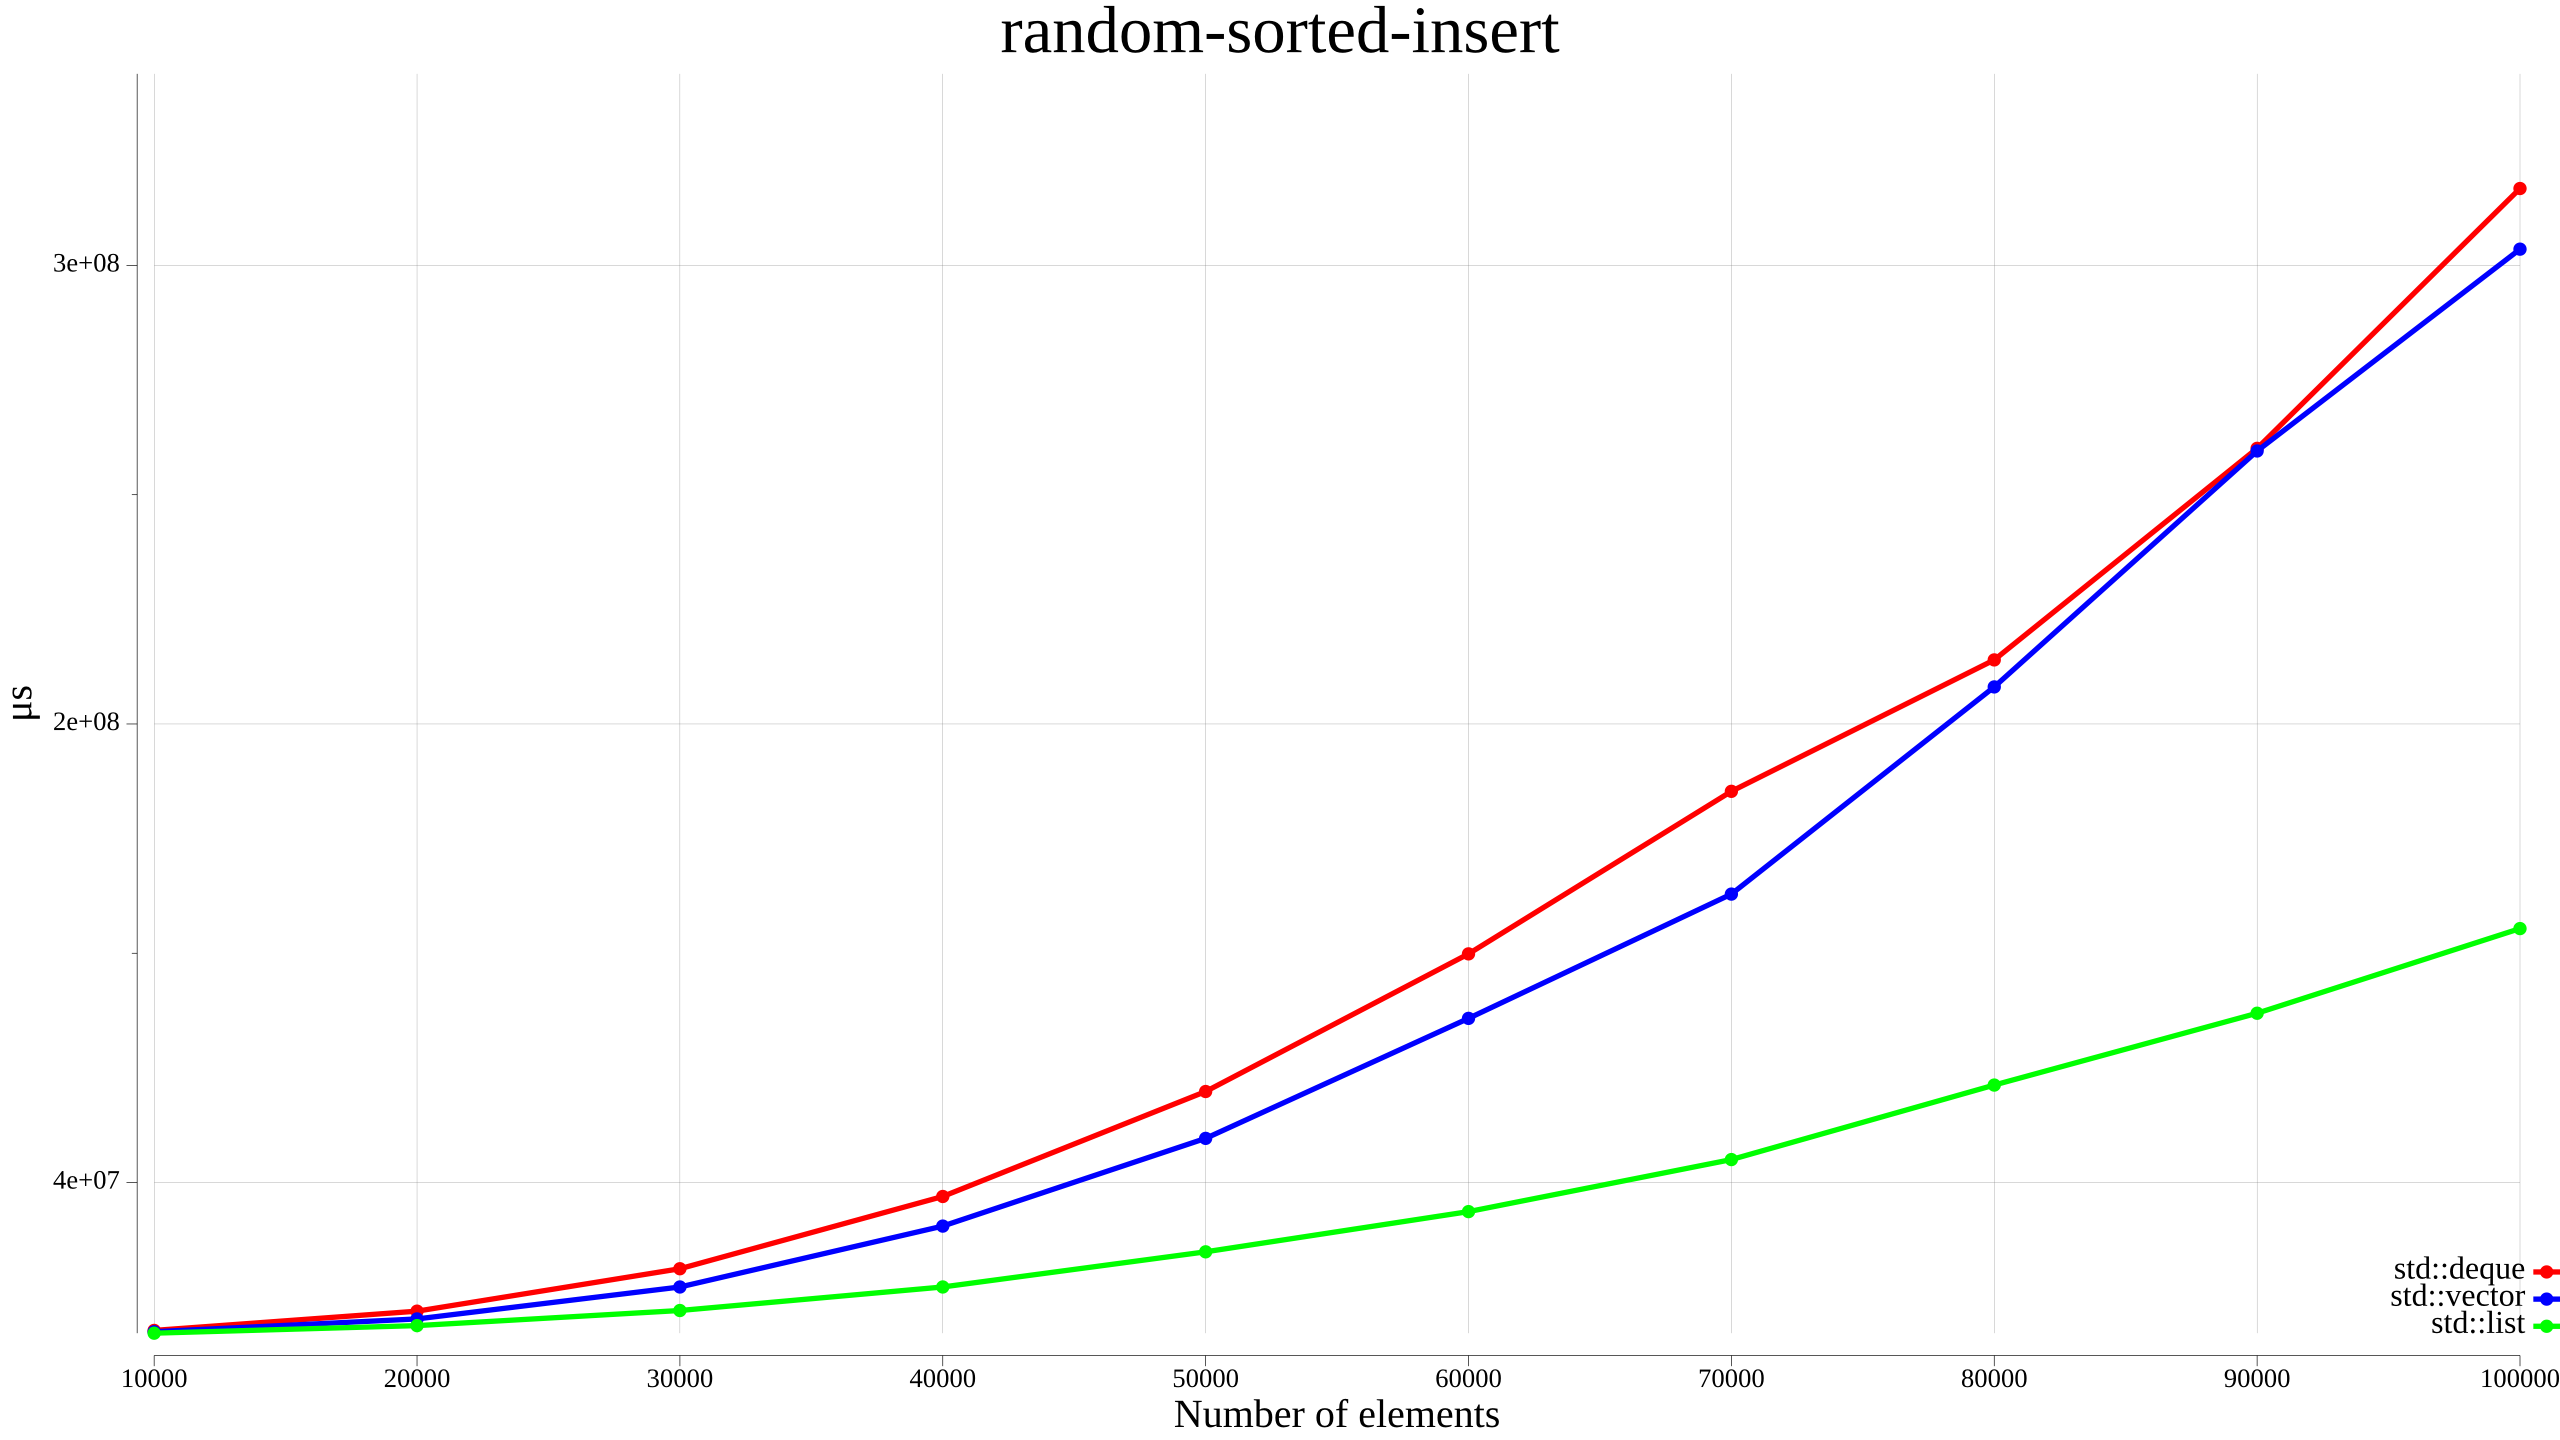 random-sorted-insert
3e+08
2e+08
4e+07
µs
std::deque
std::vector
std::list
10000 20000 30000 40000 50000 60000 70000 80000 90000 100000
Number of elements